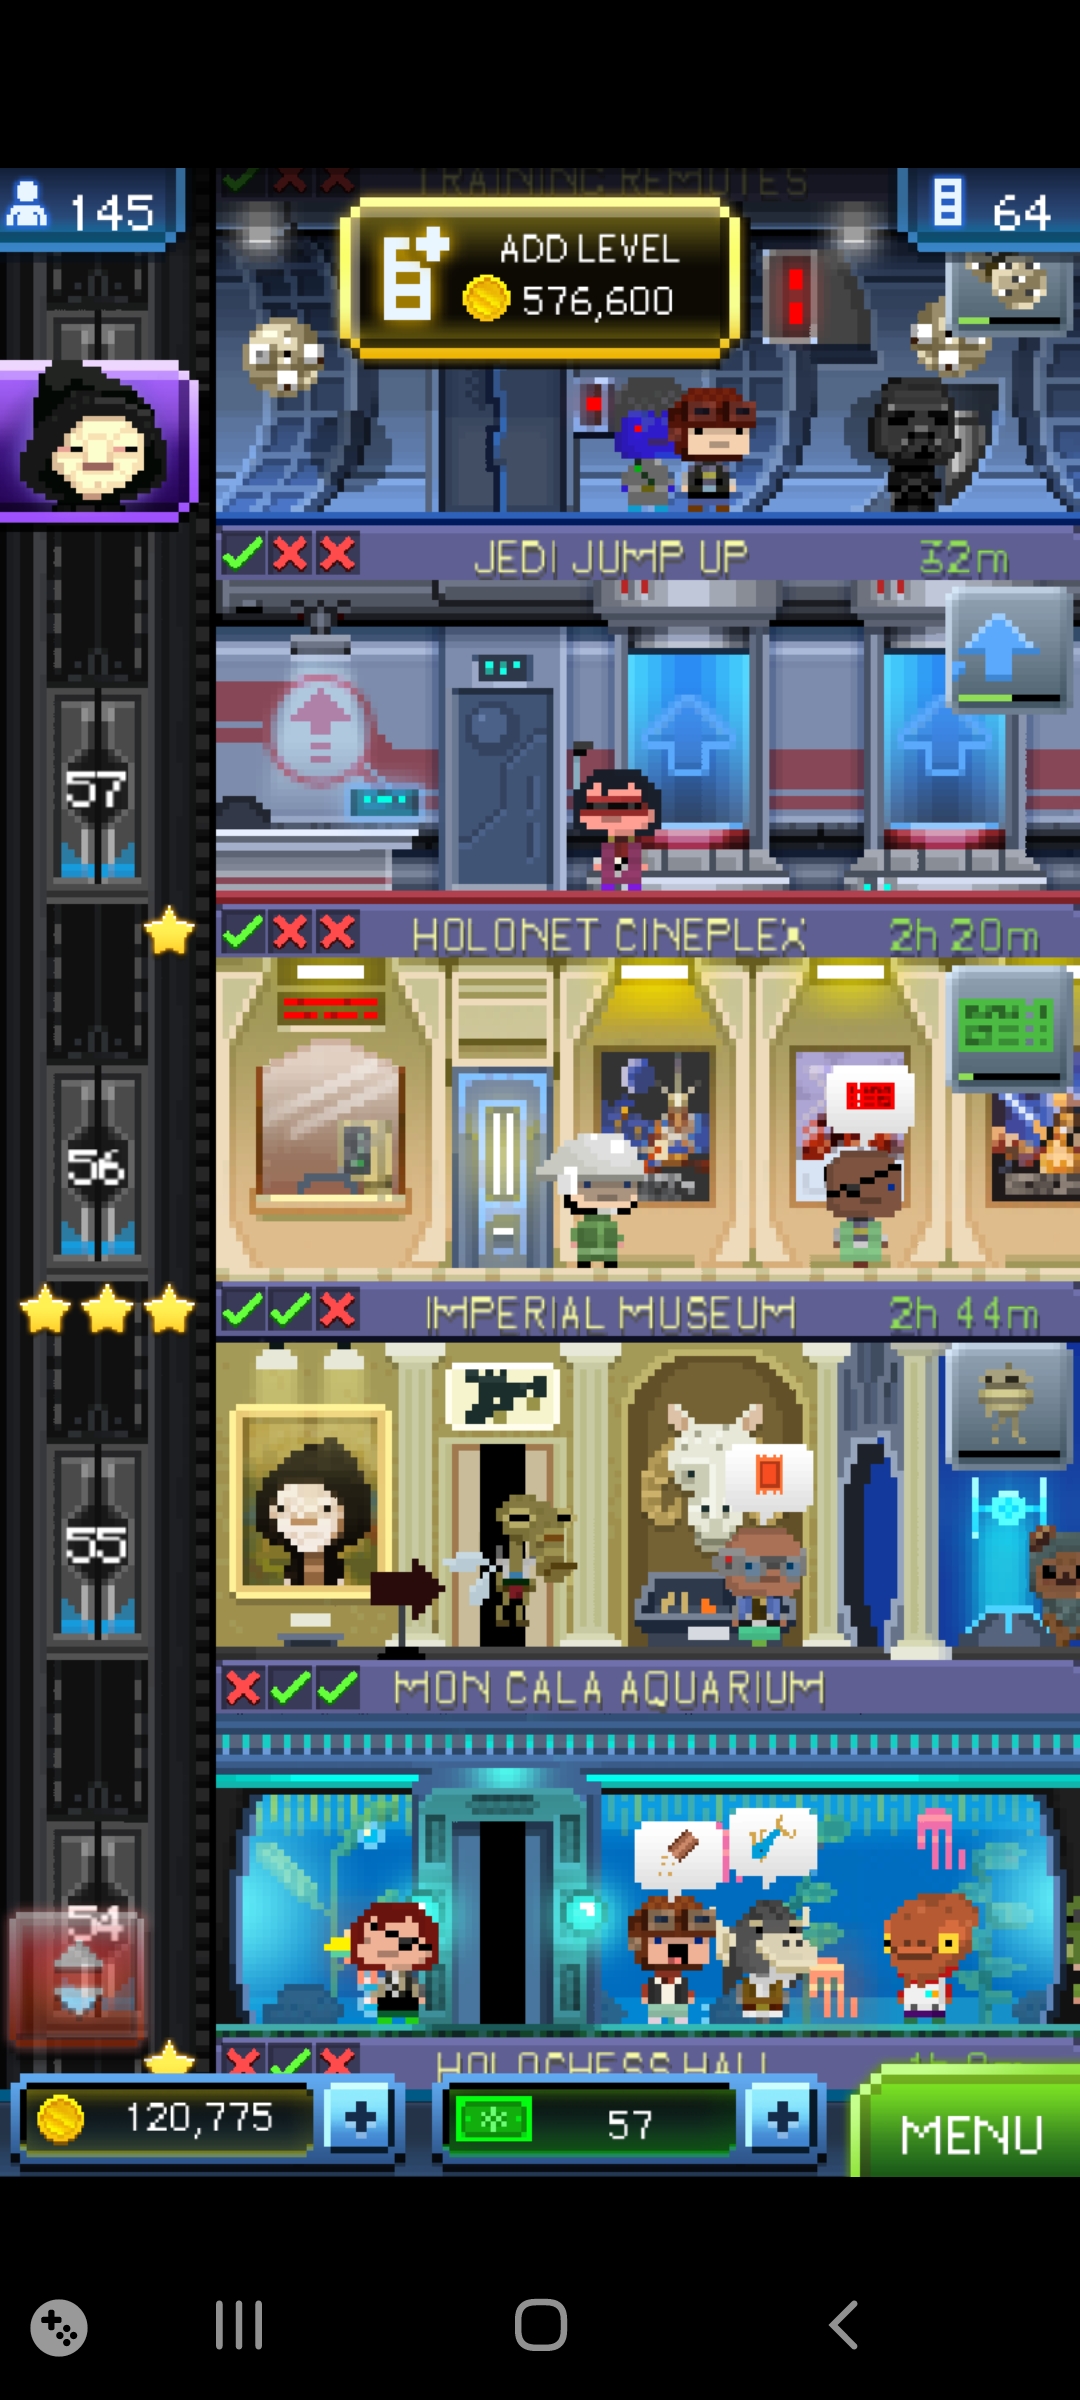 TRAINING REMOTES
145
64
ADD LEVEL
576,600
JEDI JUMP UP
32m
57
HOLONET CINEPLEX
2h 20m
56
IMPERIAL MUSEUM
2h 44m
55
MON CALA AQUARIUM
54
HOLOCHESS HALL
120,775
57
MENU